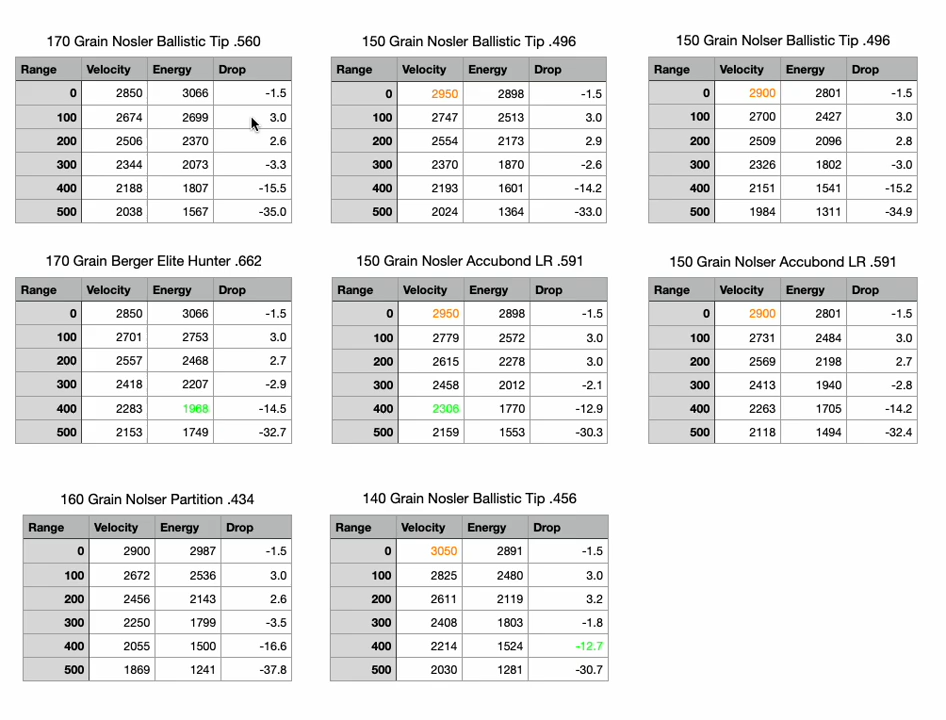 170 Grain Nosler Ballistic Tip .560
Range Velocity Energy Drop
0 2850 3066 -1.5
100 2674 2699 3.0
200 2506 2370 2.6
300 2344 2073 -3.3
400 2188 1807 -15.5
500 2038 1567 -35.0
150 Grain Nosler Ballistic Tip .496
Range Velocity Energy Drop
0 2950 2898 -1.5
100 2747 2513 3.0
200 2554 2173 2.9
300 2370 1870 -2.6
400 2193 1601 -14.2
500 2024 1364 -33.0
150 Grain Nolser Ballistic Tip .496
Range Velocity Energy Drop
0 2900 2801 -1.5
100 2700 2427 3.0
200 2509 2096 2.8
300 2326 1802 -3.0
400 2151 1541 -15.2
500 1984 1311 -34.9
170 Grain Berger Elite Hunter .662
Range Velocity Energy Drop
0 2850 3066 -1.5
100 2701 2753 3.0
200 2557 2468 2.7
300 2418 2207 -2.9
400 2283 1968 -14.5
500 2153 1749 -32.7
150 Grain Nosler Accubond LR .591
Range Velocity Energy Drop
0 2950 2898 -1.5
100 2779 2572 3.0
200 2615 2278 3.0
300 2458 2012 -2.1
400 2306 1770 -12.9
500 2159 1553 -30.3
150 Grain Nolser Accubond LR .591
Range Velocity Energy Drop
0 2900 2801 -1.5
100 2731 2484 3.0
200 2569 2198 2.7
300 2413 1940 -2.8
400 2263 1705 -14.2
500 2118 1494 -32.4
160 Grain Nolser Partition .434
Range Velocity Energy Drop
0 2900 2987 -1.5
100 2672 2536 3.0
200 2456 2143 2.6
300 2250 1799 -3.5
400 2055 1500 -16.6
500 1869 1241 -37.8
140 Grain Nosler Ballistic Tip .456
Range Velocity Energy Drop
0 3050 2891 -1.5
100 2825 2480 3.0
200 2611 2119 3.2
300 2408 1803 -1.8
400 2214 1524 -12.7
500 2030 1281 -30.7